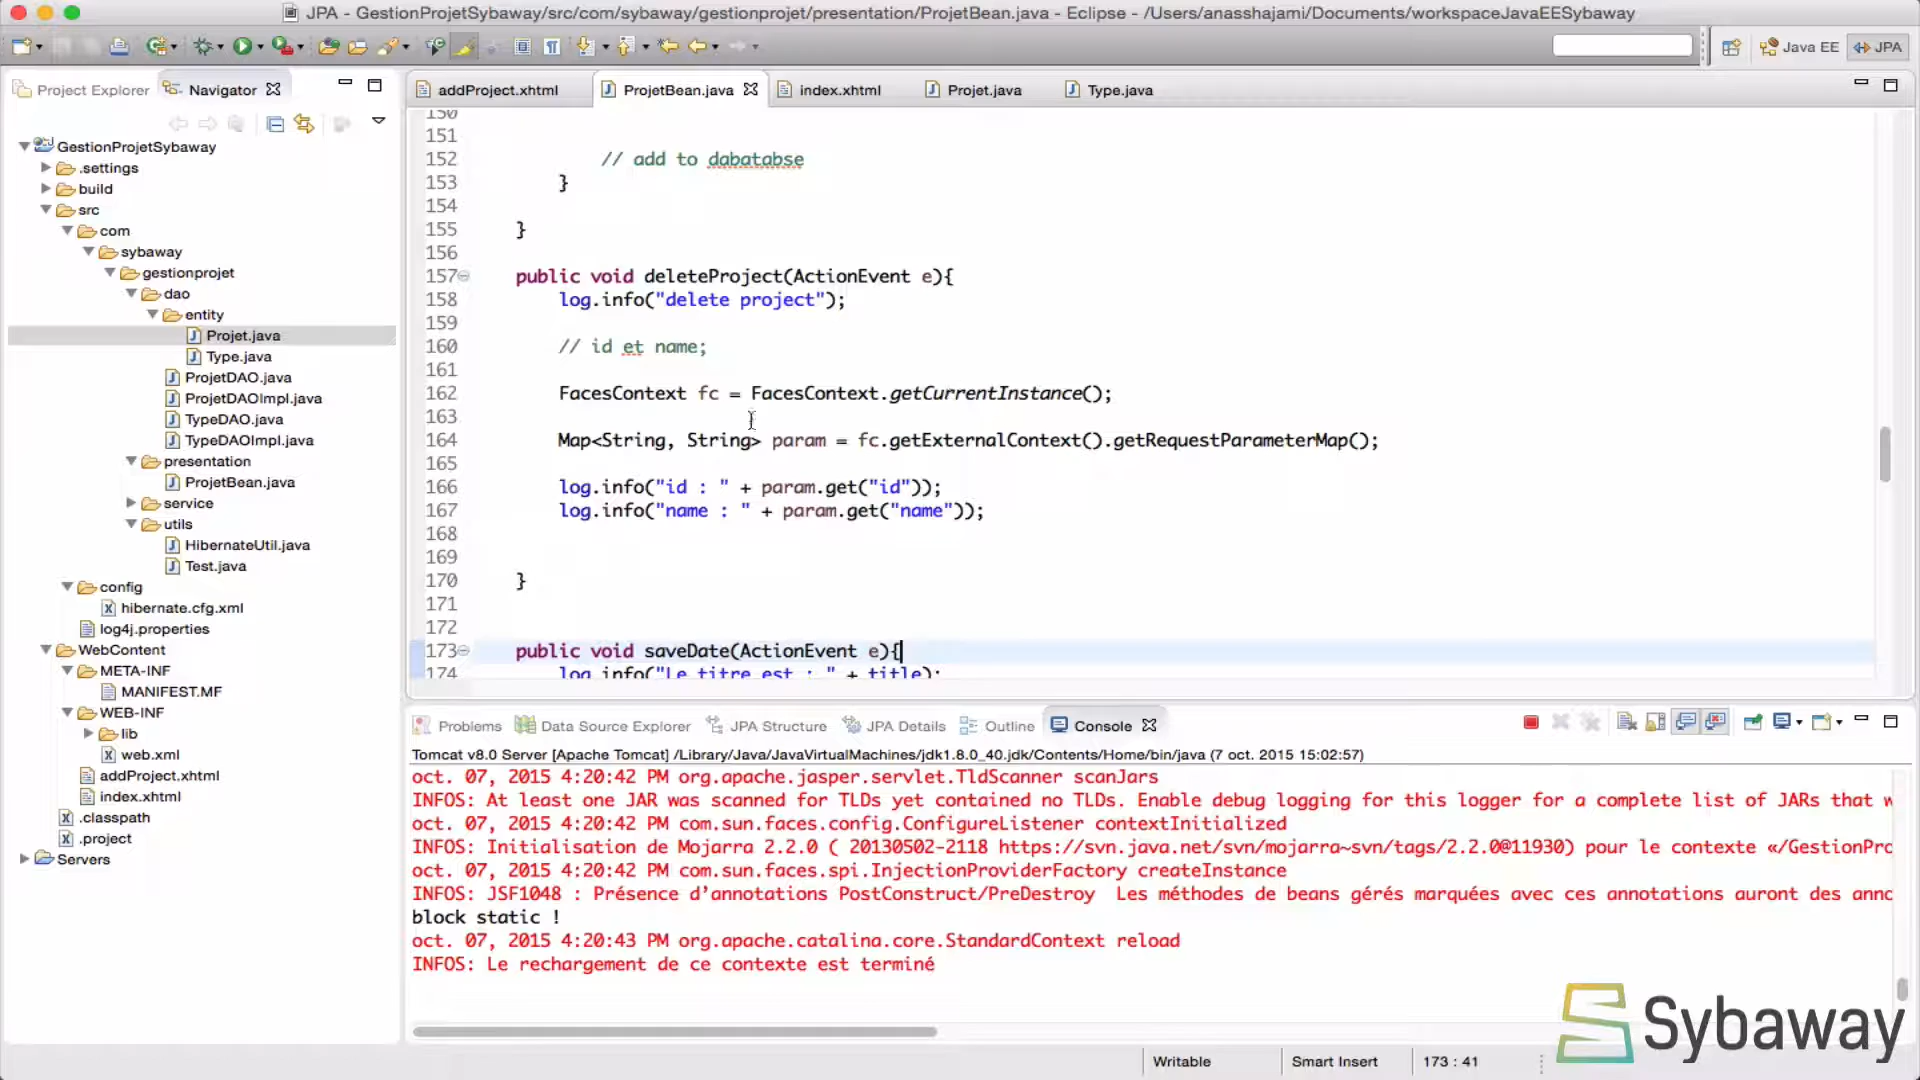 JPA - GestionProjetSybaway/src/com/sybaway/gestionprojet/presentation/ProjetBean.java - Eclipse - /Users/anasshajami/Documents/workspaceJavaEESybaway
Java EE
JPA
Project Explorer
Navigator
addProject.xhtml
ProjetBean.java
index.xhtml
Projet.java
Type.java
GestionProjetSybaway
.settings
build
src
com
sybaway
gestionprojet
dao
entity
Projet.java
Type.java
ProjetDAO.java
ProjetDAOImpl.java
TypeDAO.java
TypeDAOImpl.java
presentation
ProjetBean.java
service
utils
HibernateUtil.java
Test.java
config
hibernate.cfg.xml
log4j.properties
WebContent
META-INF
MANIFEST.MF
WEB-INF
lib
web.xml
addProject.xhtml
index.xhtml
.classpath
.project
Servers
150
151
152 // add to dabatabse
153 }
154
155 }
156
157 public void deleteProject(ActionEvent e){
158 log.info("delete project");
159
160 // id et name;
161
162 FacesContext fc = FacesContext.getCurrentInstance();
163
164 Map<String, String> param = fc.getExternalContext().getRequestParameterMap();
165
166 log.info("id : " + param.get("id"));
167 log.info("name : " + param.get("name"));
168
169
170 }
171
172
173 public void saveDate(ActionEvent e){
174 log.info("Le titre est : " + title);
Problems
Data Source Explorer
JPA Structure
JPA Details
Outline
Console
Tomcat v8.0 Server [Apache Tomcat] /Library/Java/JavaVirtualMachines/jdk1.8.0_40.jdk/Contents/Home/bin/java (7 oct. 2015 15:02:57)
oct. 07, 2015 4:20:42 PM org.apache.jasper.servlet.TldScanner scanJars
INFOS: At least one JAR was scanned for TLDs yet contained no TLDs. Enable debug logging for this logger for a complete list of JARs that w
oct. 07, 2015 4:20:42 PM com.sun.faces.config.ConfigureListener contextInitialized
INFOS: Initialisation de Mojarra 2.2.0 ( 20130502-2118 https://svn.java.net/svn/mojarra~svn/tags/2.2.0@11930) pour le contexte «/GestionPro
oct. 07, 2015 4:20:42 PM com.sun.faces.spi.InjectionProviderFactory createInstance
INFOS: JSF1048 : Présence d’annotations PostConstruct/PreDestroy  Les méthodes de beans gérés marquées avec ces annotations auront des anno
block static !
oct. 07, 2015 4:20:43 PM org.apache.catalina.core.StandardContext reload
INFOS: Le rechargement de ce contexte est terminé
Sybaway
Writable
Smart Insert
173 : 41